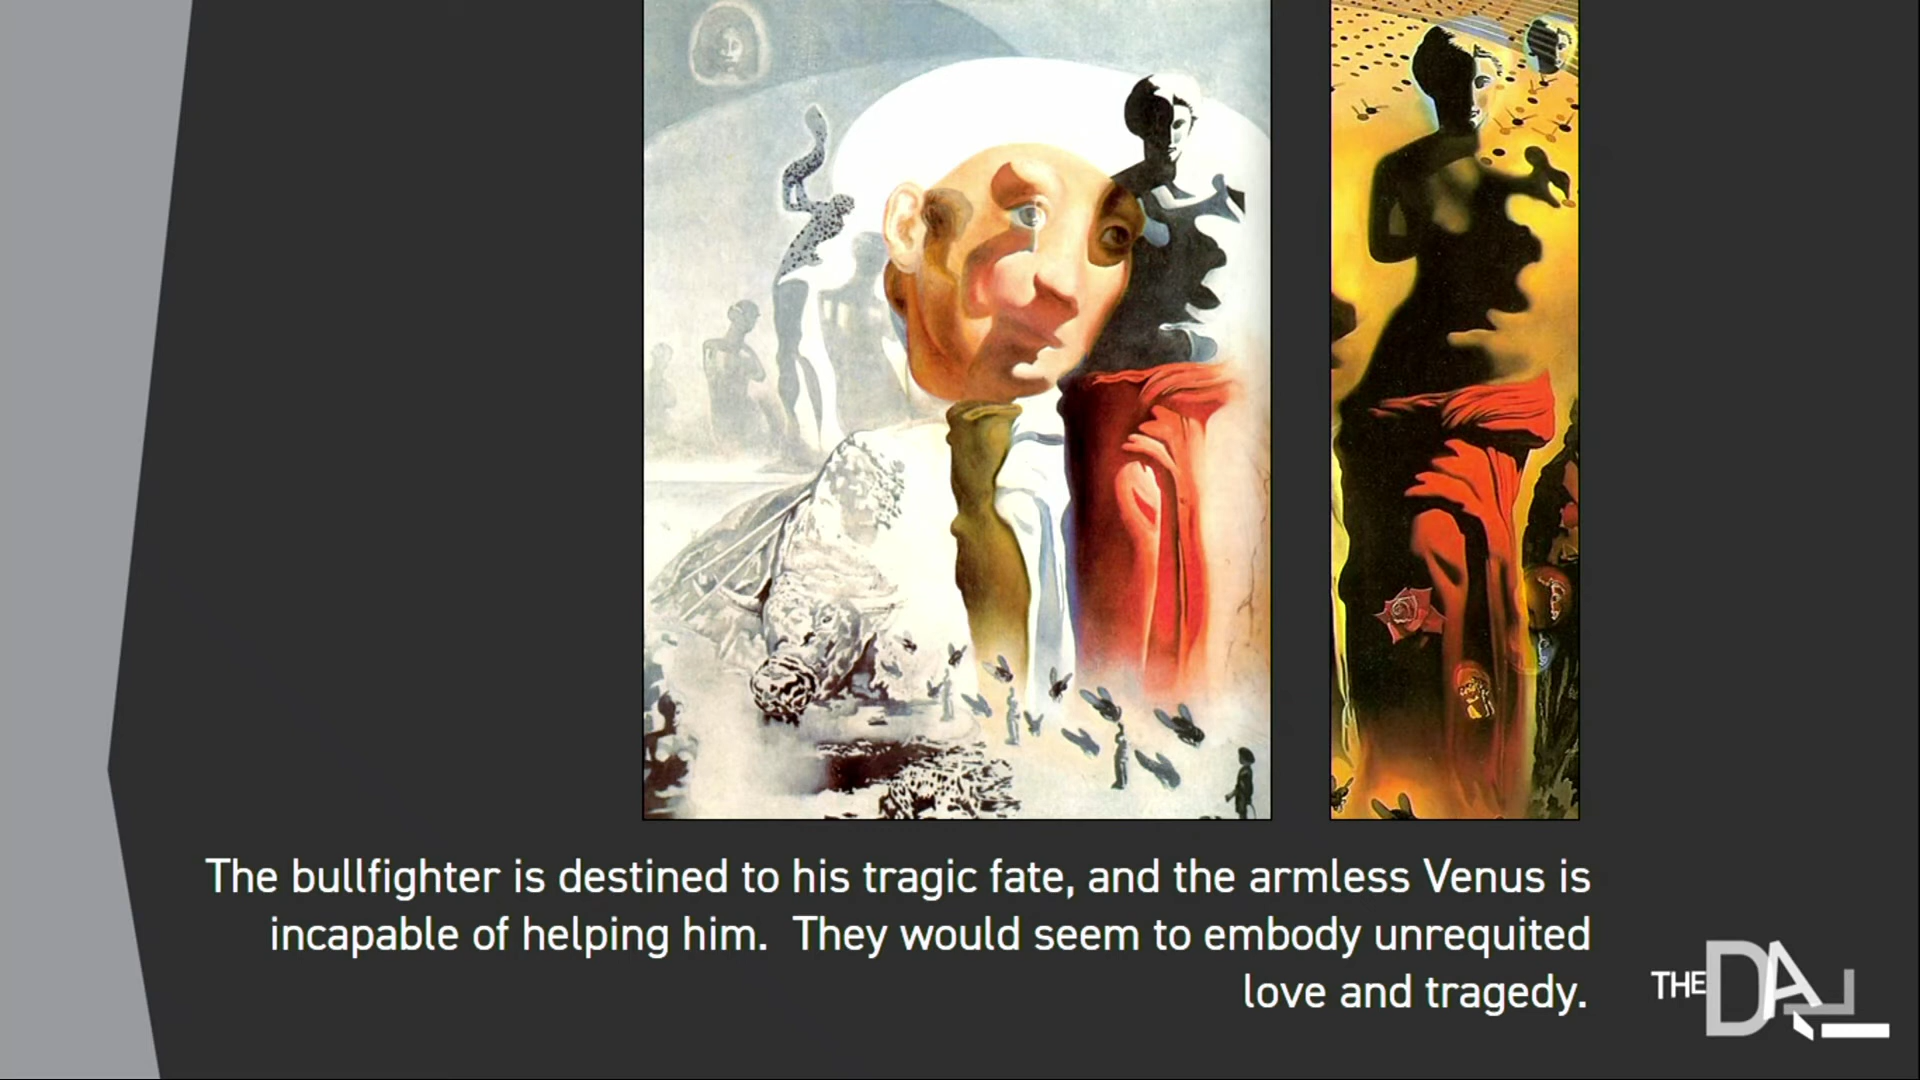 The bullfighter is destined to his tragic fate, and the armless Venus is
incapable of helping him.  They would seem to embody unrequited
love and tragedy.
THE DALÍ